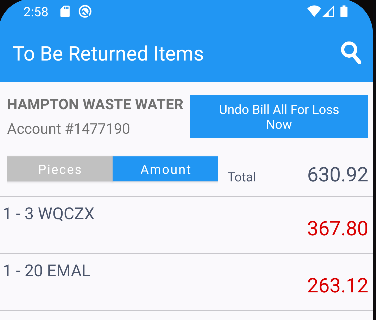 2:58
To Be Returned Items
HAMPTON WASTE WATER
Account #1477190
Undo Bill All For Loss
Now
Pieces
Amount
Total
630.92
1 - 3 WQCZX
367.80
1 - 20 EMAL
263.12